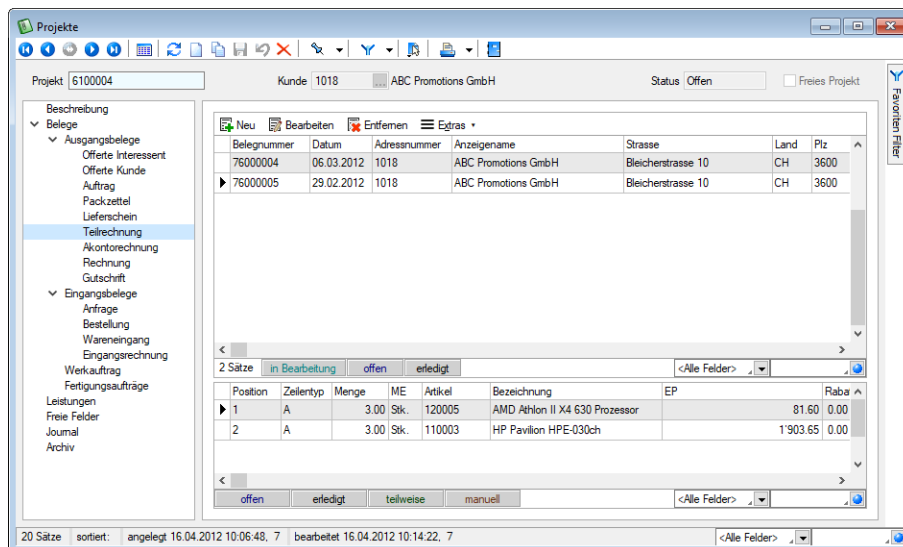 Projekte
Projekt 6100004 Kunde 1018 ... ABC Promotions GmbH Status Offen Freies Projekt
Favoriten Filter
Beschreibung
Belege
Ausgangsbelege
Offerte Interessent
Offerte Kunde
Auftrag
Packzettel
Lieferschein
Teilrechnung
Akontorechnung
Rechnung
Gutschrift
Eingangsbelege
Anfrage
Bestellung
Wareneingang
Eingangsrechnung
Werkauftrag
Fertigungsaufträge
Leistungen
Freie Felder
Journal
Archiv
Neu Bearbeiten Entfernen Extras
Belegnummer Datum Adressnummer Anzeigename Strasse Land Plz
76000004 06.03.2012 1018 ABC Promotions GmbH Bleicherstrasse 10 CH 3600
76000005 29.02.2012 1018 ABC Promotions GmbH Bleicherstrasse 10 CH 3600
2 Sätze in Bearbeitung offen erledigt <Alle Felder>
Position Zeilentyp Menge ME Artikel Bezeichnung EP Rabat
1 A 3.00 Stk. 120005 AMD Athlon II X4 630 Prozessor 81.60 0.00
2 A 3.00 Stk. 110003 HP Pavilion HPE-030ch 1'903.65 0.00
offen erledigt teilweise manuell <Alle Felder>
20 Sätze sortiert: angelegt 16.04.2012 10:06:48, 7 bearbeitet 16.04.2012 10:14:22, 7 <Alle Felder>